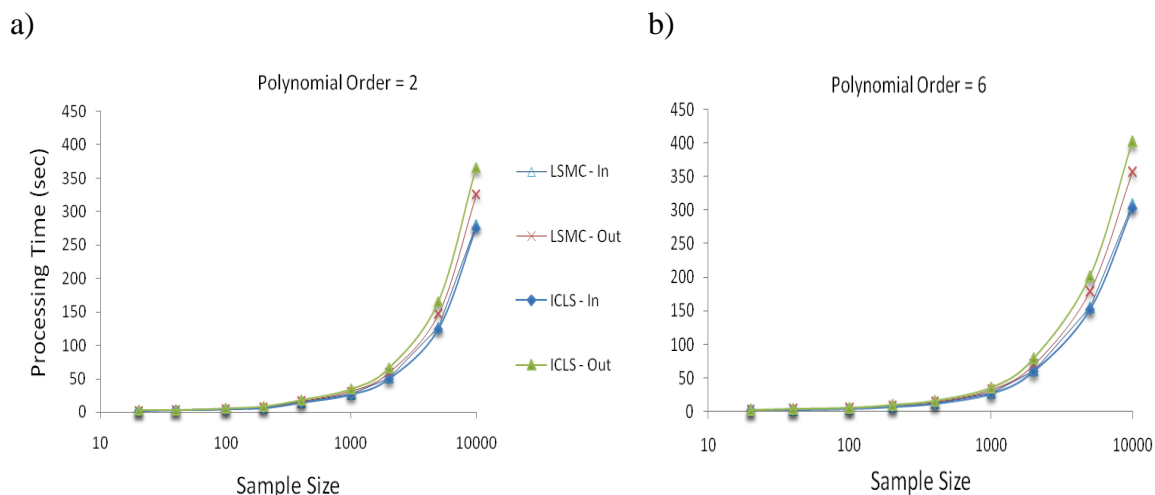 a)
Polynomial Order = 2
450
400
350
300
250
200
150
100
50
0
Processing Time (sec)
10
100
1000
10000
Sample Size
LSMC - In
LSMC - Out
ICLS - In
ICLS - Out
b)
Polynomial Order = 6
450
400
350
300
250
200
150
100
50
0
10
100
1000
10000
Sample Size